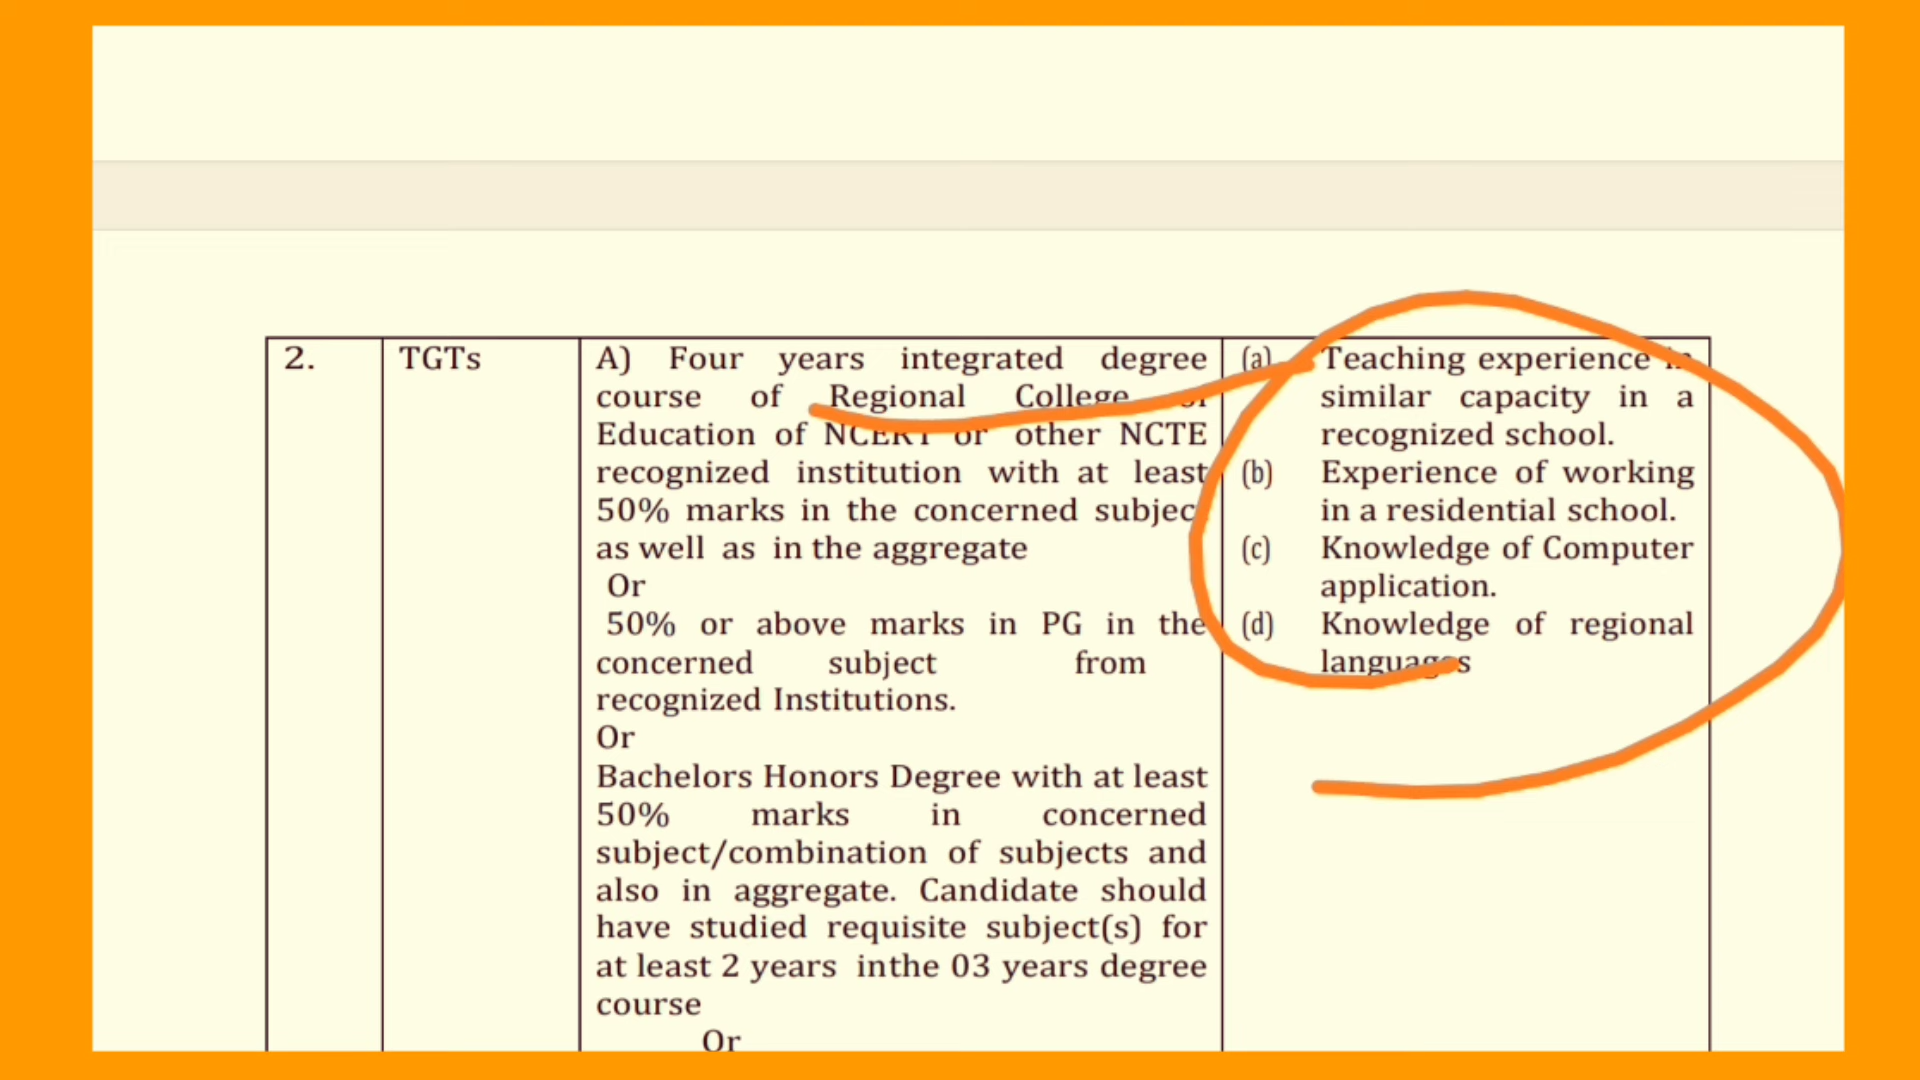 2.
TGTs
A) Four years integrated degree
course of Regional College of
Education of NCERT or other NCTE
recognized institution with at least
50% marks in the concerned subject
as well as in the aggregate
Or
50% or above marks in PG in the
concerned subject from
recognized Institutions.
Or
Bachelors Honors Degree with at least
50% marks in concerned
subject/combination of subjects and
also in aggregate. Candidate should
have studied requisite subject(s) for
at least 2 years inthe 03 years degree
course
Or
(a) Teaching experience in
similar capacity in a
recognized school.
(b) Experience of working
in a residential school.
(c) Knowledge of Computer
application.
(d) Knowledge of regional
languages